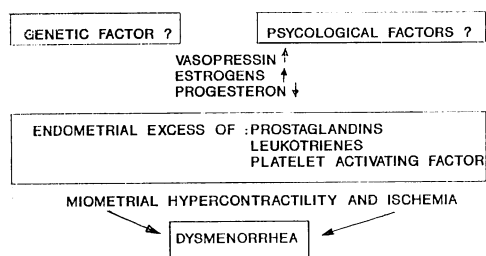 GENETIC FACTOR ?
PSYCOLOGICAL FACTORS ?
VASOPRESSIN
ESTROGENS
PROGESTERON
ENDOMETRIAL EXCESS OF : PROSTAGLANDINS
LEUKOTRIENES
PLATELET ACTIVATING FACTOR
MIOMETRIAL HYPERCONTRACTILITY AND ISCHEMIA
DYSMENORRHEA